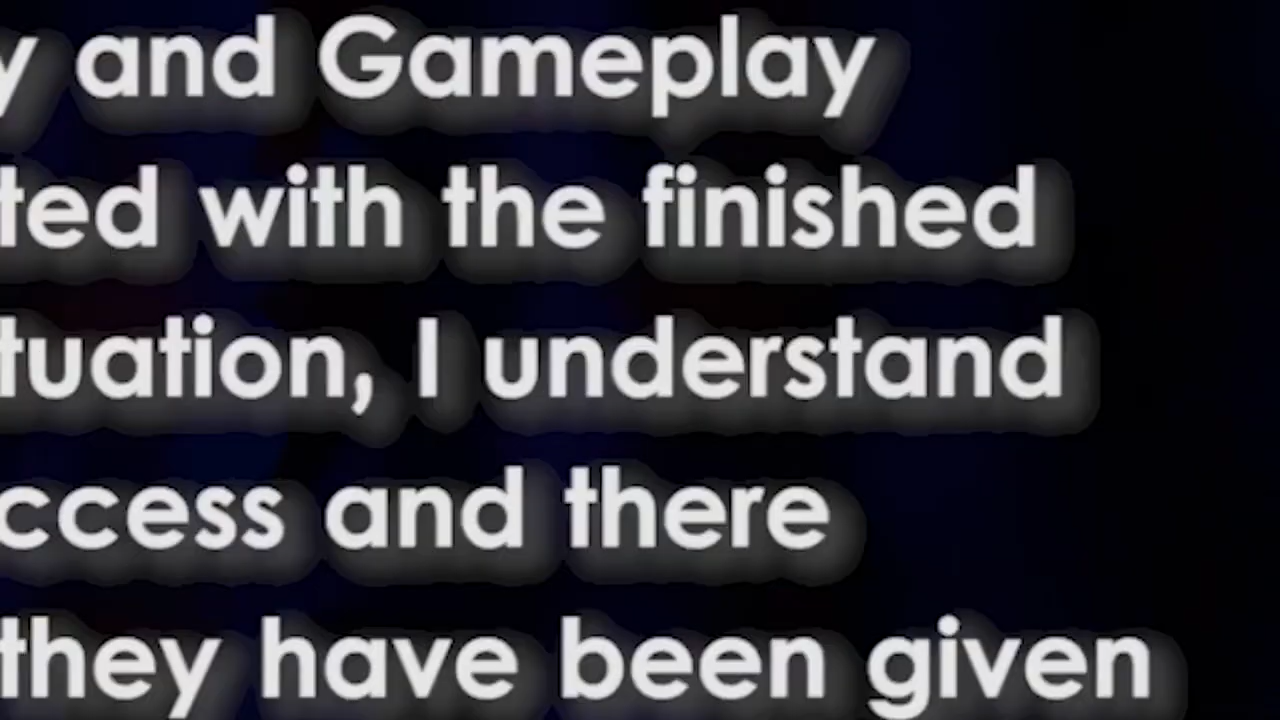 y and Gameplay
ted with the finished
tuation, I understand
ccess and there
they have been given